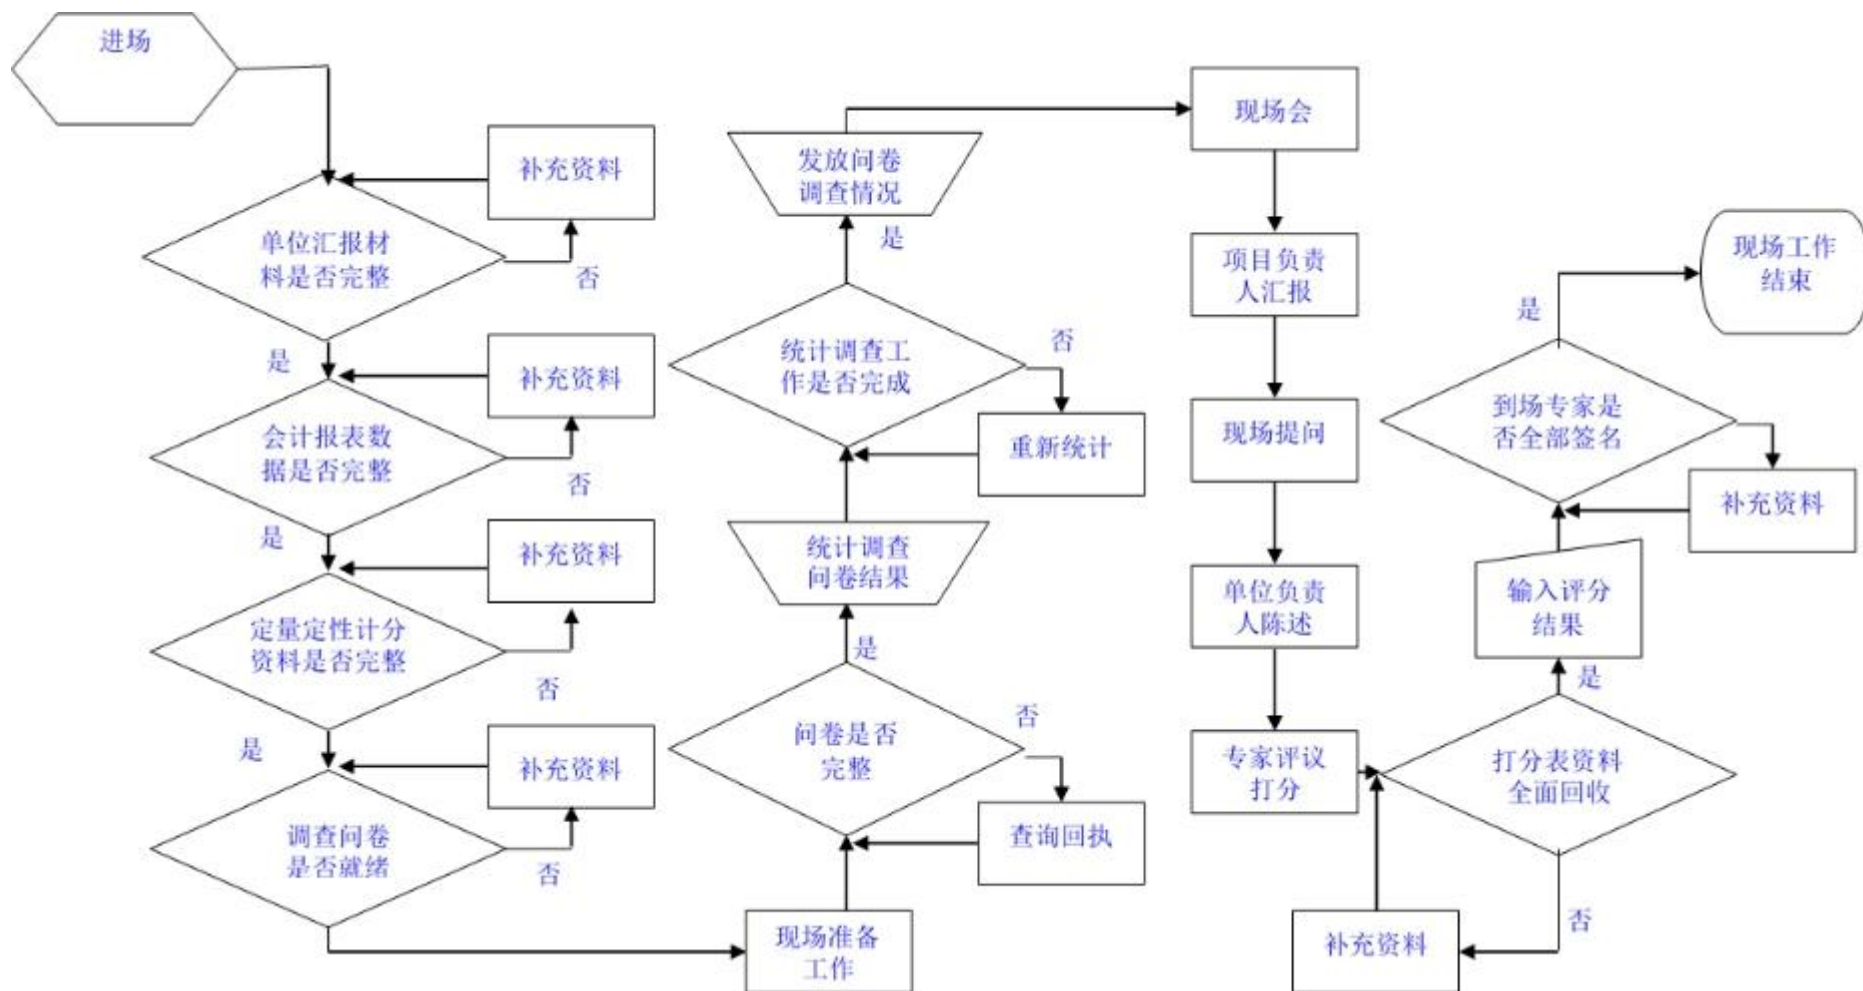 进场
补充资料
单位汇报材
料是否完整
否
是
补充资料
会计报表数
据是否完整
否
是
补充资料
定量定性计分
资料是否完整
否
是
补充资料
调查问卷
是否就绪
否
现场准备
工作
查询回执
问卷是否
完整
否
是
统计调查
问卷结果
重新统计
统计调查工
作是否完成
否
是
发放问卷
调查情况
现场会
项目负责
人汇报
现场提问
单位负责
人陈述
专家评议
打分
打分表资料
全面回收
否
补充资料
是
输入评分
结果
补充资料
到场专家是
否全部签名
是
现场工作
结束